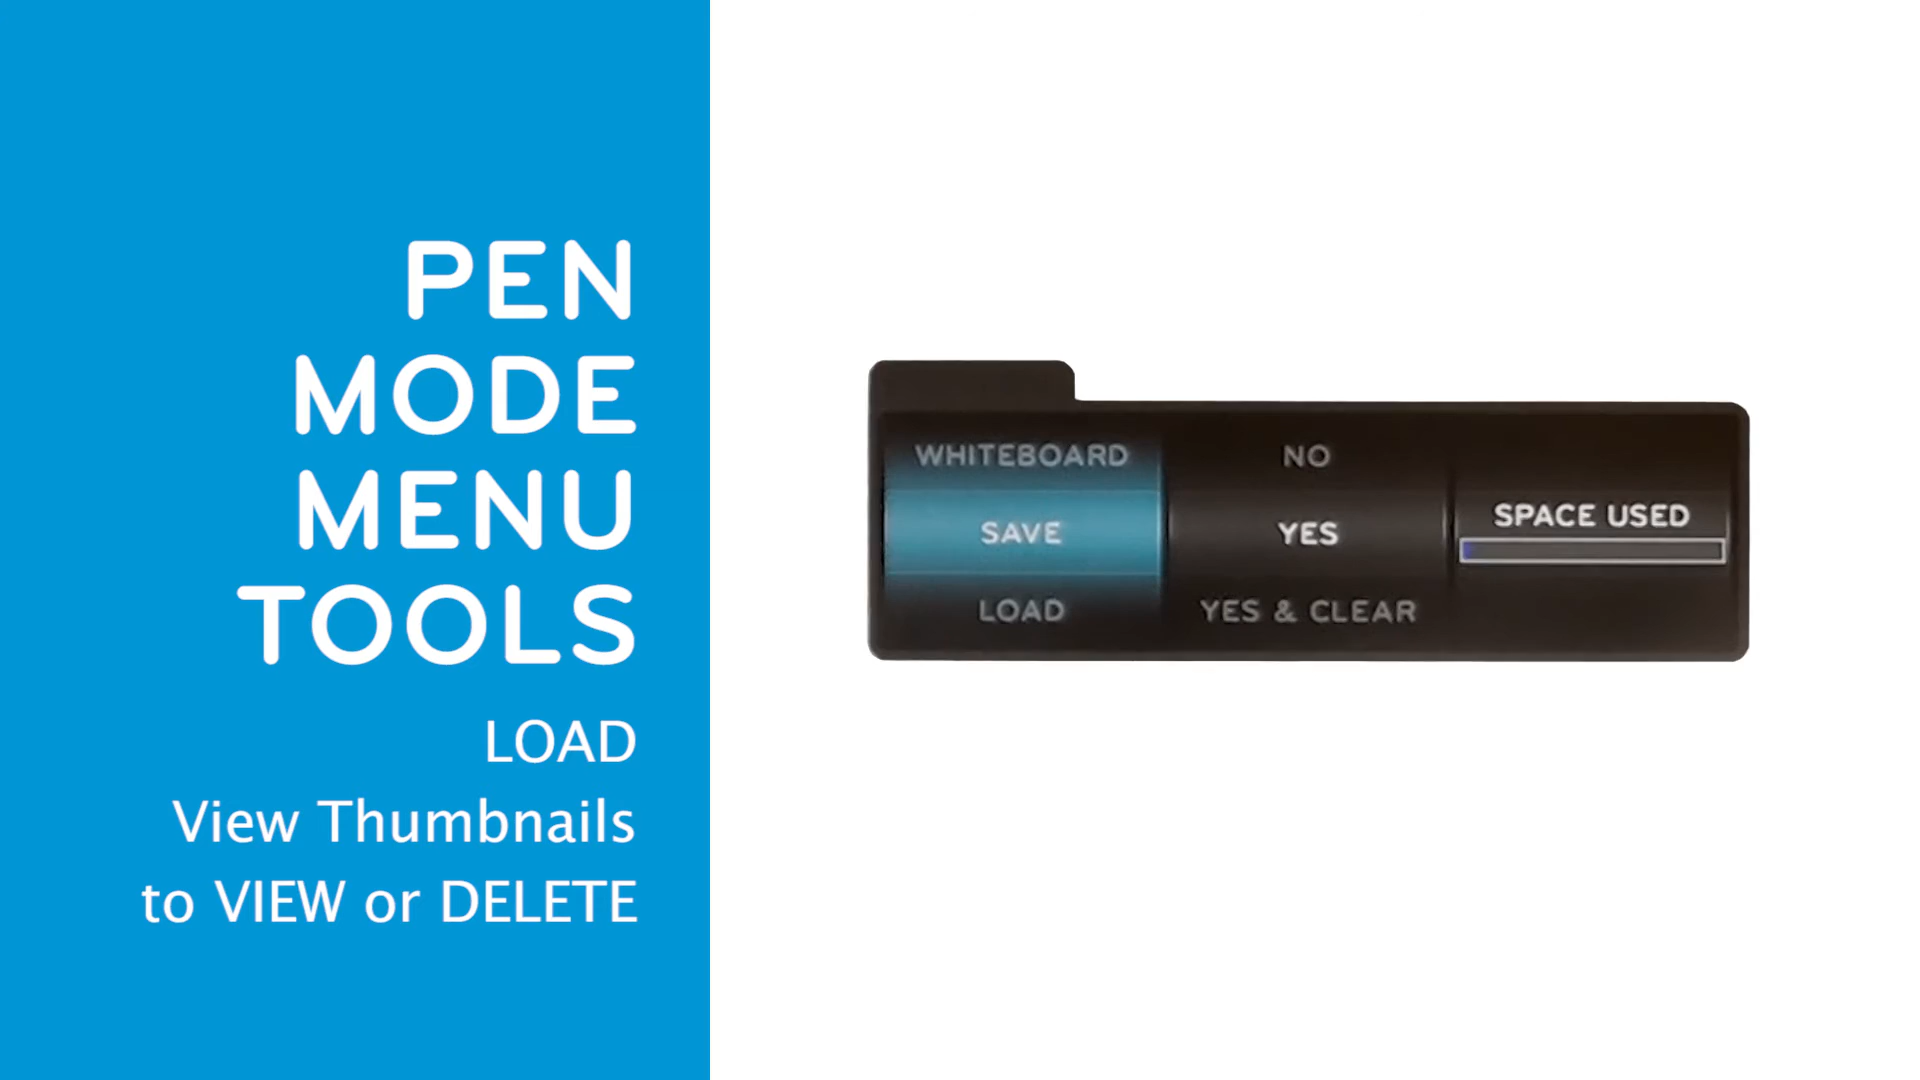 PEN
MODE
MENU
TOOLS
LOAD
View Thumbnails
to VIEW or DELETE
WHITEBOARD
SAVE
LOAD
NO
YES
YES & CLEAR
SPACE USED